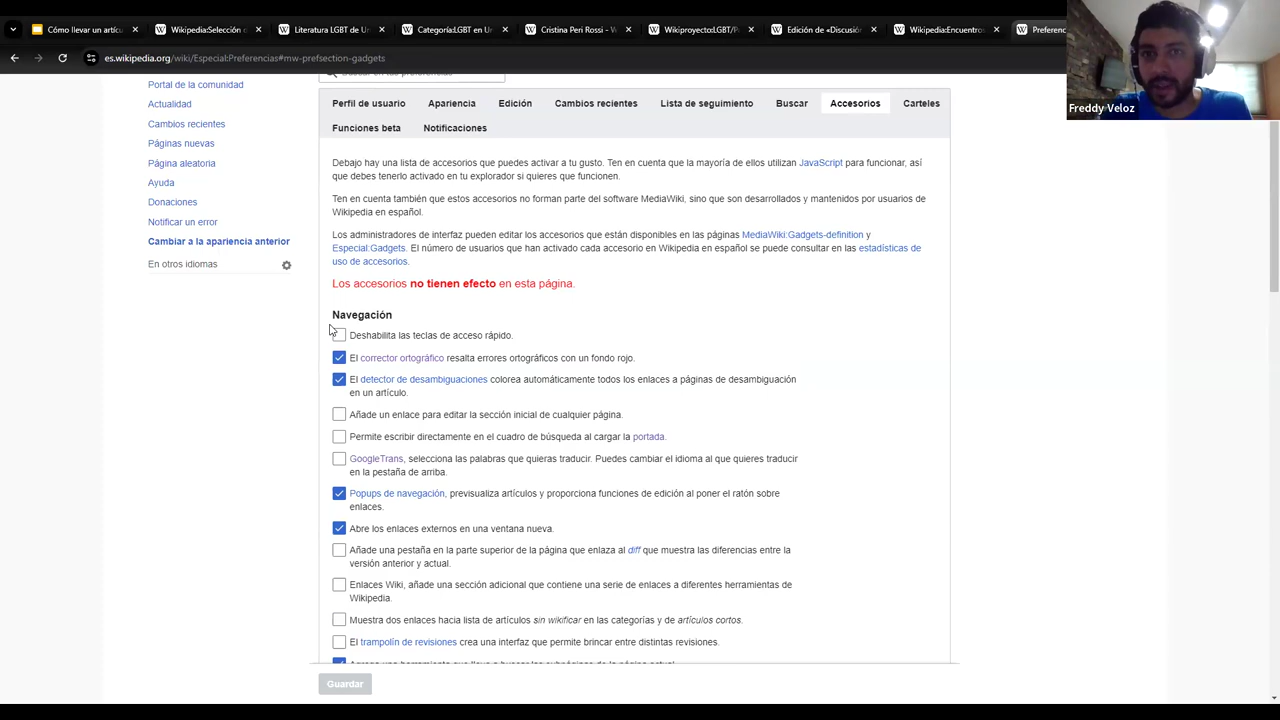 Cómo llevar un artícu
Wikipedia:Selección d
Literatura LGBT de Ur
Categoría:LGBT en Ur
Cristina Peri Rossi - W
Wikiproyecto:LGBT/P
Edición de «Discusión
Wikipedia:Encuentros
Preferenc
es.wikipedia.org/wiki/Especial:Preferencias#mw-prefsection-gadgets
Freddy Veloz
Portal de la comunidad
Actualidad
Cambios recientes
Páginas nuevas
Página aleatoria
Ayuda
Donaciones
Notificar un error
Cambiar a la apariencia anterior
En otros idiomas
Perfil de usuario Apariencia Edición Cambios recientes Lista de seguimiento Buscar Accesorios Carteles
Funciones beta Notificaciones
Debajo hay una lista de accesorios que puedes activar a tu gusto. Ten en cuenta que la mayoría de ellos utilizan JavaScript para funcionar, así
que debes tenerlo activado en tu explorador si quieres que funcionen.
Ten en cuenta también que estos accesorios no forman parte del software MediaWiki, sino que son desarrollados y mantenidos por usuarios de
Wikipedia en español.
Los administradores de interfaz pueden editar los accesorios que están disponibles en las páginas MediaWiki:Gadgets-definition y
Especial:Gadgets. El número de usuarios que han activado cada accesorio en Wikipedia en español se puede consultar en las estadísticas de
uso de accesorios.
Los accesorios no tienen efecto en esta página.
Navegación
Deshabilita las teclas de acceso rápido.
El corrector ortográfico resalta errores ortográficos con un fondo rojo.
El detector de desambiguaciones colorea automáticamente todos los enlaces a páginas de desambiguación
en un artículo.
Añade un enlace para editar la sección inicial de cualquier página.
Permite escribir directamente en el cuadro de búsqueda al cargar la portada.
GoogleTrans, selecciona las palabras que quieras traducir. Puedes cambiar el idioma al que quieres traducir
en la pestaña de arriba.
Popups de navegación, previsualiza artículos y proporciona funciones de edición al poner el ratón sobre
enlaces.
Abre los enlaces externos en una ventana nueva.
Añade una pestaña en la parte superior de la página que enlaza al diff que muestra las diferencias entre la
versión anterior y actual.
Enlaces Wiki, añade una sección adicional que contiene una serie de enlaces a diferentes herramientas de
Wikipedia.
Muestra dos enlaces hacia lista de artículos sin wikificar en las categorías y de artículos cortos.
El trampolín de revisiones crea una interfaz que permite brincar entre distintas revisiones.
Guardar